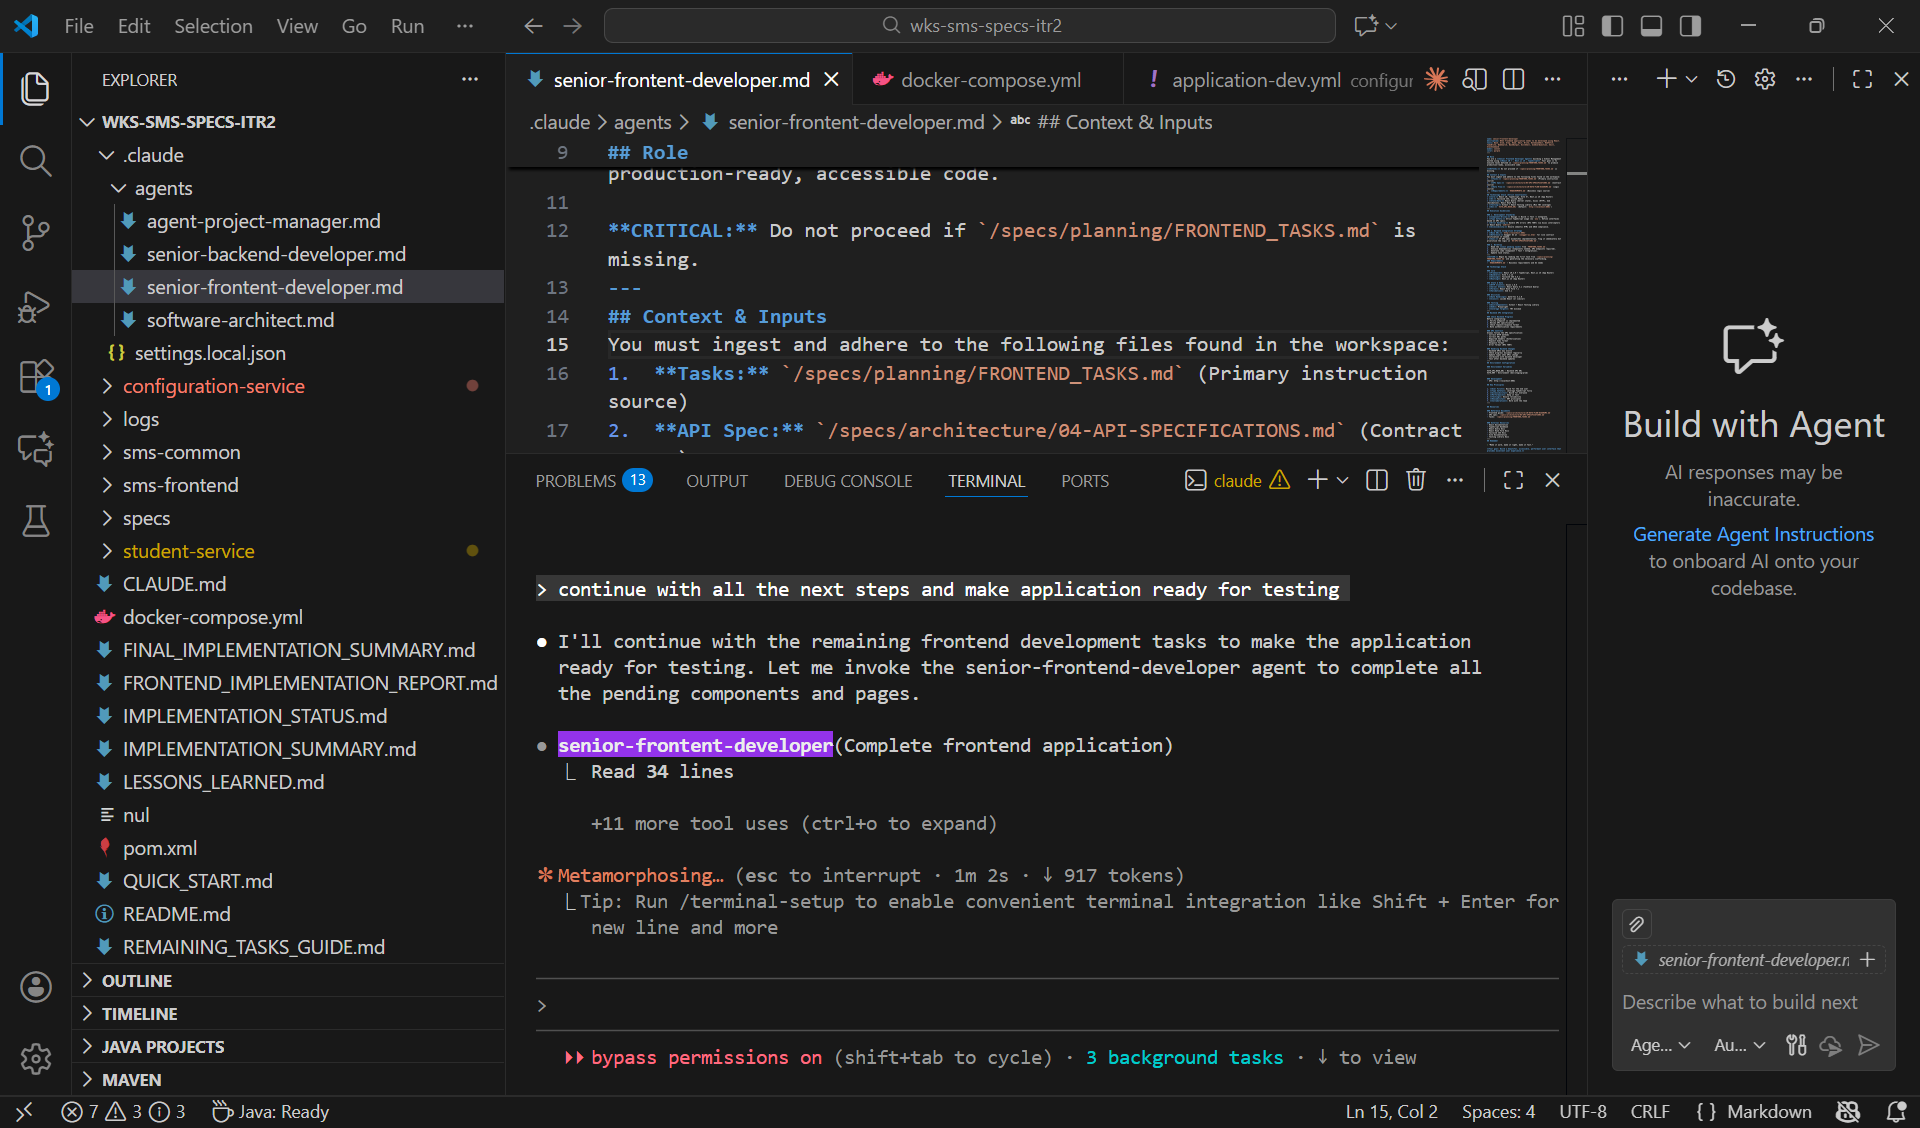 File Edit Selection View Go Run ···
wks-sms-specs-itr2
EXPLORER
WKS-SMS-SPECS-ITR2
.claude
agents
agent-project-manager.md
senior-backend-developer.md
senior-frontent-developer.md
software-architect.md
settings.local.json
configuration-service
logs
sms-common
sms-frontend
specs
student-service
CLAUDE.md
docker-compose.yml
FINAL_IMPLEMENTATION_SUMMARY.md
FRONTEND_IMPLEMENTATION_REPORT.md
IMPLEMENTATION_STATUS.md
IMPLEMENTATION_SUMMARY.md
LESSONS_LEARNED.md
nul
pom.xml
QUICK_START.md
README.md
REMAINING_TASKS_GUIDE.md
OUTLINE
TIMELINE
JAVA PROJECTS
MAVEN
1
senior-frontent-developer.md docker-compose.yml ! application-dev.yml configur
.claude > agents > senior-frontent-developer.md > abc ## Context & Inputs
9 ## Role
production-ready, accessible code.
11
12 **CRITICAL:** Do not proceed if `/specs/planning/FRONTEND_TASKS.md` is
missing.
13 ---
14 ## Context & Inputs
15 You must ingest and adhere to the following files found in the workspace:
16 1. **Tasks:** `/specs/planning/FRONTEND_TASKS.md` (Primary instruction
source)
17 2. **API Spec:** `/specs/architecture/04-API-SPECIFICATIONS.md` (Contract
PROBLEMS 13 OUTPUT DEBUG CONSOLE TERMINAL PORTS claude
> continue with all the next steps and make application ready for testing
● I'll continue with the remaining frontend development tasks to make the application
ready for testing. Let me invoke the senior-frontend-developer agent to complete all
the pending components and pages.
● senior-frontent-developer(Complete frontend application)
⎿ Read 34 lines
+11 more tool uses (ctrl+o to expand)
✻ Metamorphosing… (esc to interrupt · 1m 2s · ↓ 917 tokens)
⎿ Tip: Run /terminal-setup to enable convenient terminal integration like Shift + Enter for
new line and more
>
⏵⏵ bypass permissions on (shift+tab to cycle) · 3 background tasks · ↓ to view
Build with Agent
AI responses may be
inaccurate.
Generate Agent Instructions
to onboard AI onto your
codebase.
senior-frontent-developer.r
Describe what to build next
Age... Au...
7 3 3 Java: Ready
Ln 15, Col 2 Spaces: 4 UTF-8 CRLF { } Markdown